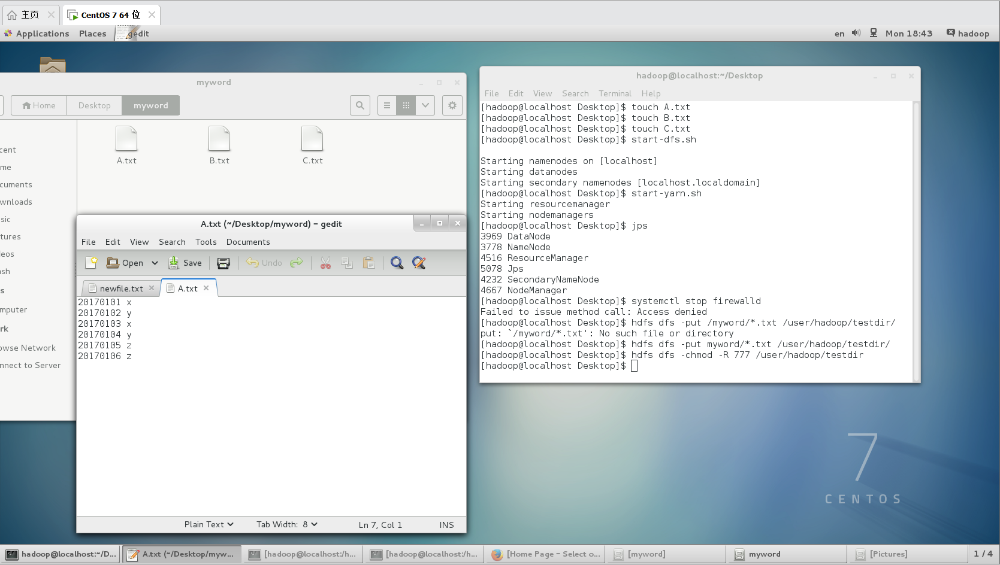 主页
CentOS 7 64 位
Applications Places gedit
en Mon 18:43 hadoop
myword
Home Desktop myword
A.txt B.txt C.txt
cent
me
cuments
wnloads
sic
tures
eos
ash
s
mputer
rk
owse Network
nnect to Server
A.txt (~/Desktop/myword) - gedit
File Edit View Search Tools Documents
Open Save Undo
newfile.txt A.txt
20170101 x
20170102 y
20170103 x
20170104 y
20170105 z
20170106 z
Plain Text Tab Width: 8 Ln 7, Col 1 INS
hadoop@localhost:~/Desktop
File Edit View Search Terminal Help
[hadoop@localhost Desktop]$ touch A.txt
[hadoop@localhost Desktop]$ touch B.txt
[hadoop@localhost Desktop]$ touch C.txt
[hadoop@localhost Desktop]$ start-dfs.sh
Starting namenodes on [localhost]
Starting datanodes
Starting secondary namenodes [localhost.localdomain]
[hadoop@localhost Desktop]$ start-yarn.sh
Starting resourcemanager
Starting nodemanagers
[hadoop@localhost Desktop]$ jps
3969 DataNode
3778 NameNode
4516 ResourceManager
5078 Jps
4232 SecondaryNameNode
4667 NodeManager
[hadoop@localhost Desktop]$ systemctl stop firewalld
Failed to issue method call: Access denied
[hadoop@localhost Desktop]$ hdfs dfs -put /myword/*.txt /user/hadoop/testdir/
put: `/myword/*.txt': No such file or directory
[hadoop@localhost Desktop]$ hdfs dfs -put myword/*.txt /user/hadoop/testdir/
[hadoop@localhost Desktop]$ hdfs dfs -chmod -R 777 /user/hadoop/testdir
[hadoop@localhost Desktop]$
7
CENTOS
hadoop@localhost:~/D... A.txt (~/Desktop/myw... [hadoop@localhost:/h... [hadoop@localhost:/h... [Home Page - Select o... [myword] myword [Pictures] 1 / 4